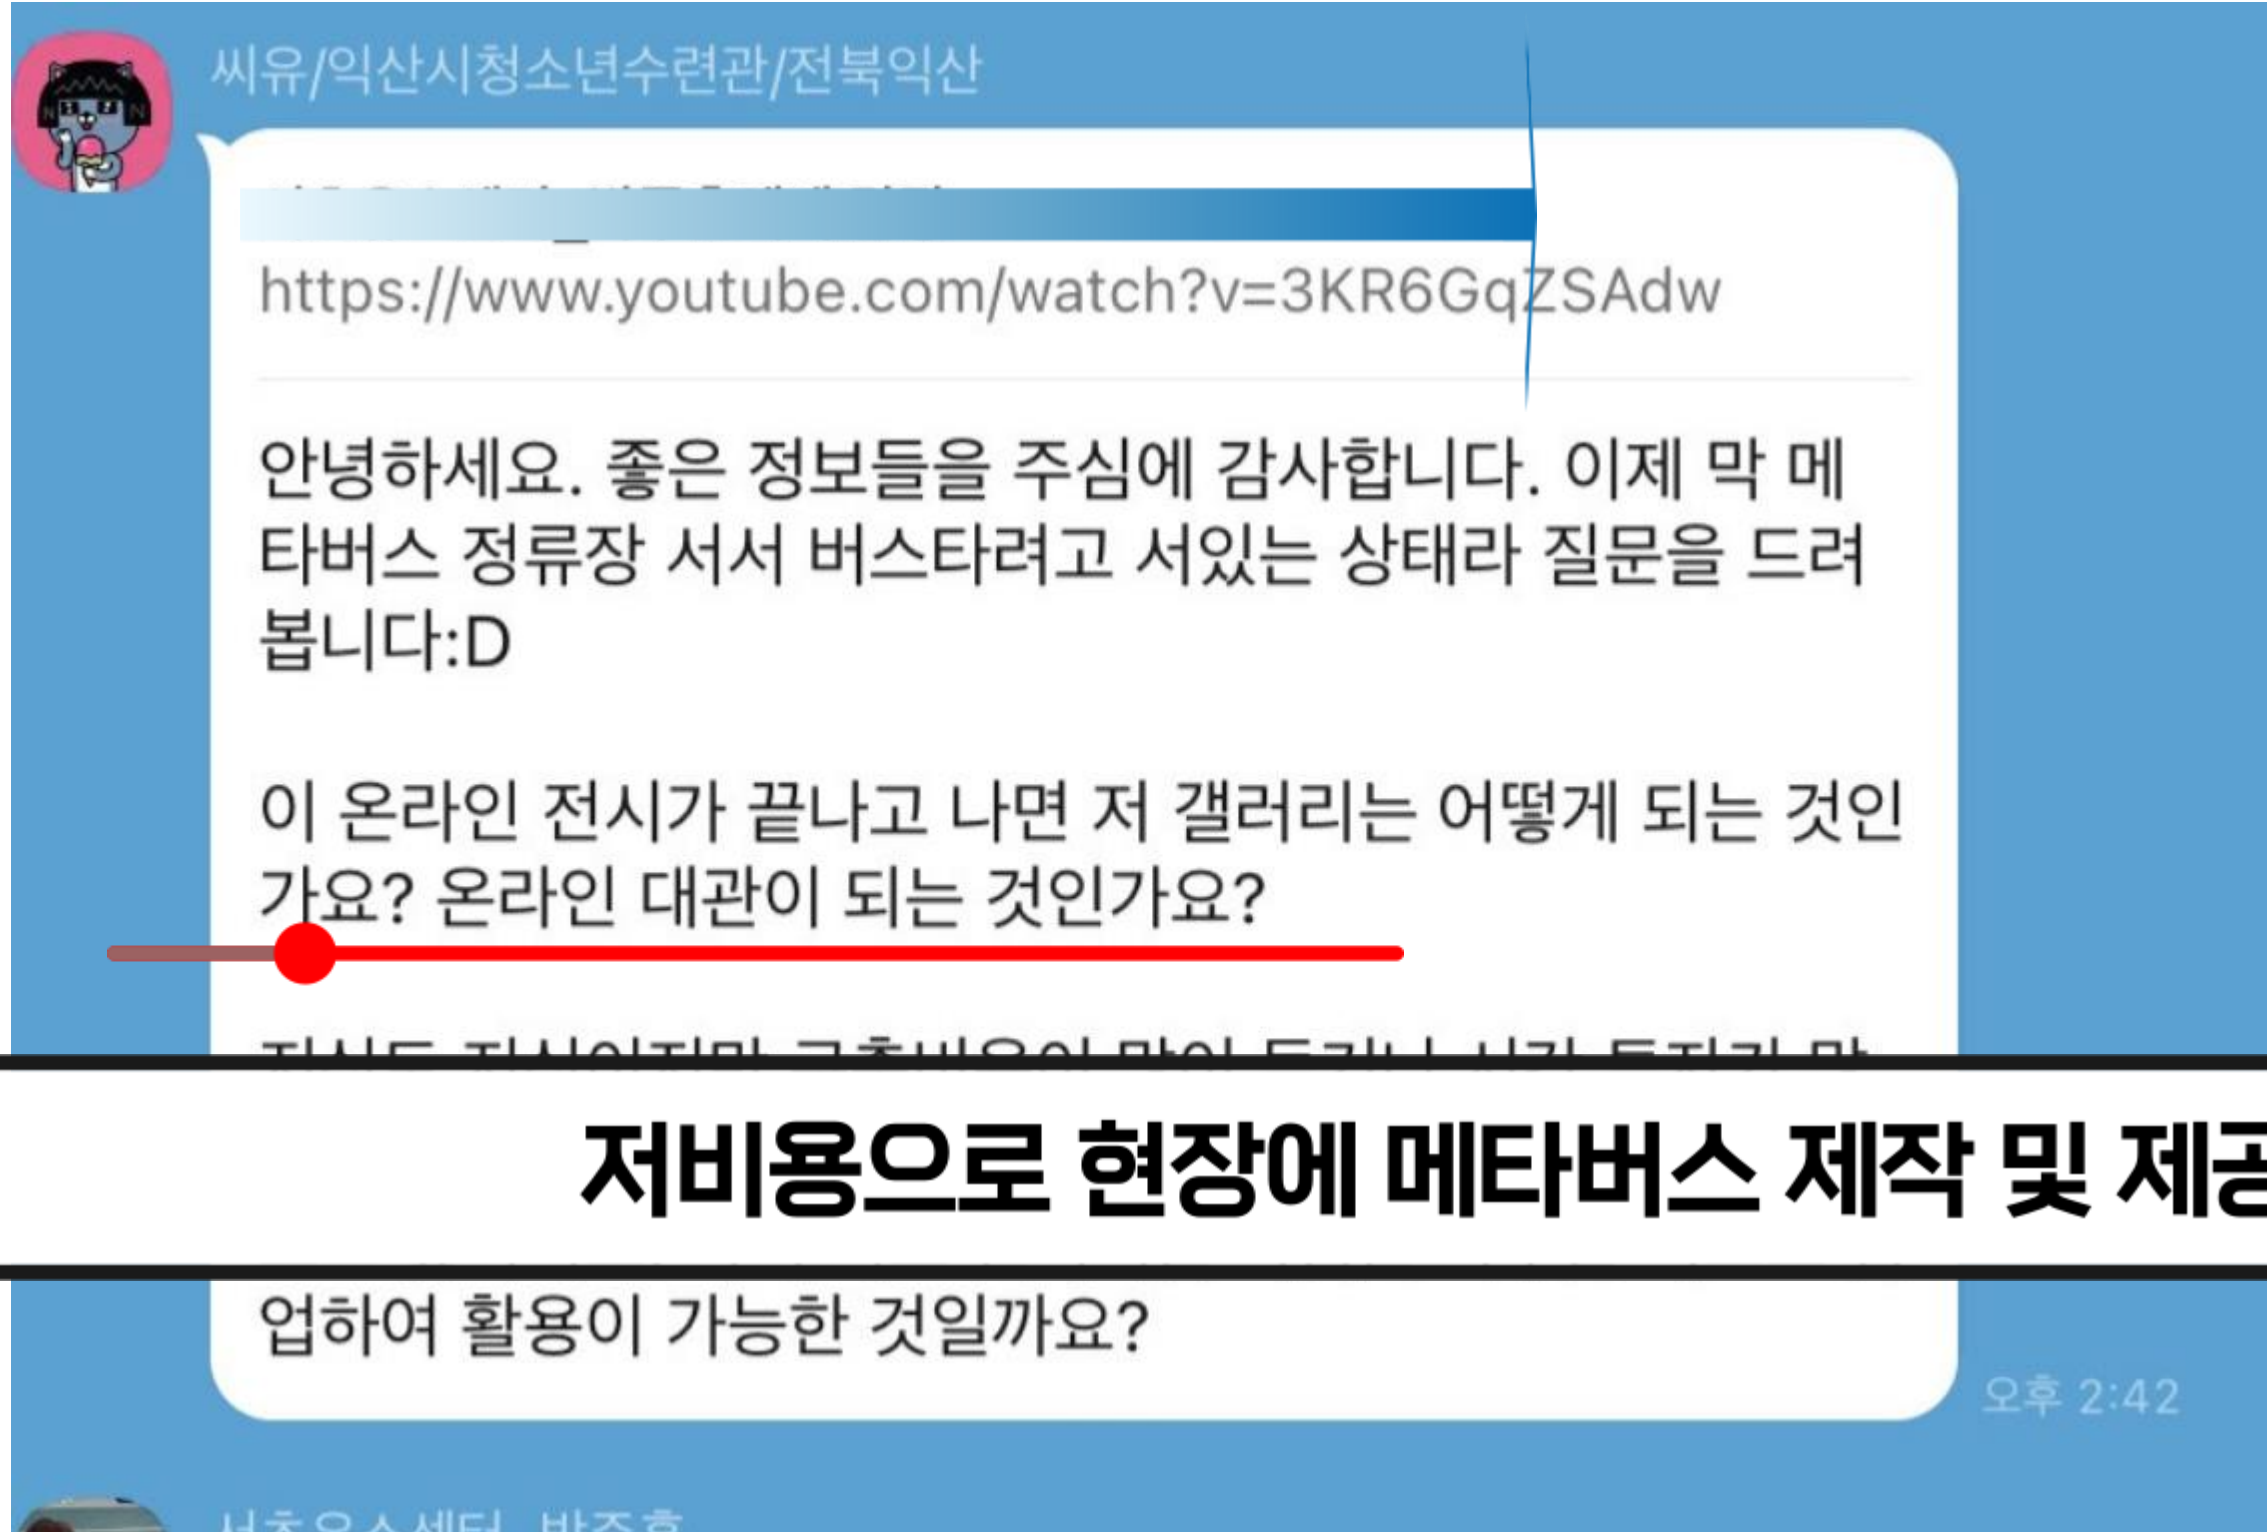 씨유/익산시청소년수련관/전북익산
https://www.youtube.com/watch?v=3KR6GqZSAdw
안녕하세요. 좋은 정보들을 주심에 감사합니다. 이제 막 메
타버스 정류장 서서 버스타려고 서있는 상태라 질문을 드려
봅니다:D
이 온라인 전시가 끝나고 나면 저 갤러리는 어떻게 되는 것인
가요? 온라인 대관이 되는 것인가요?
저비용으로 현장에 메타버스 제작 및
업하여 활용이 가능한 것일까요?
오후 2:42